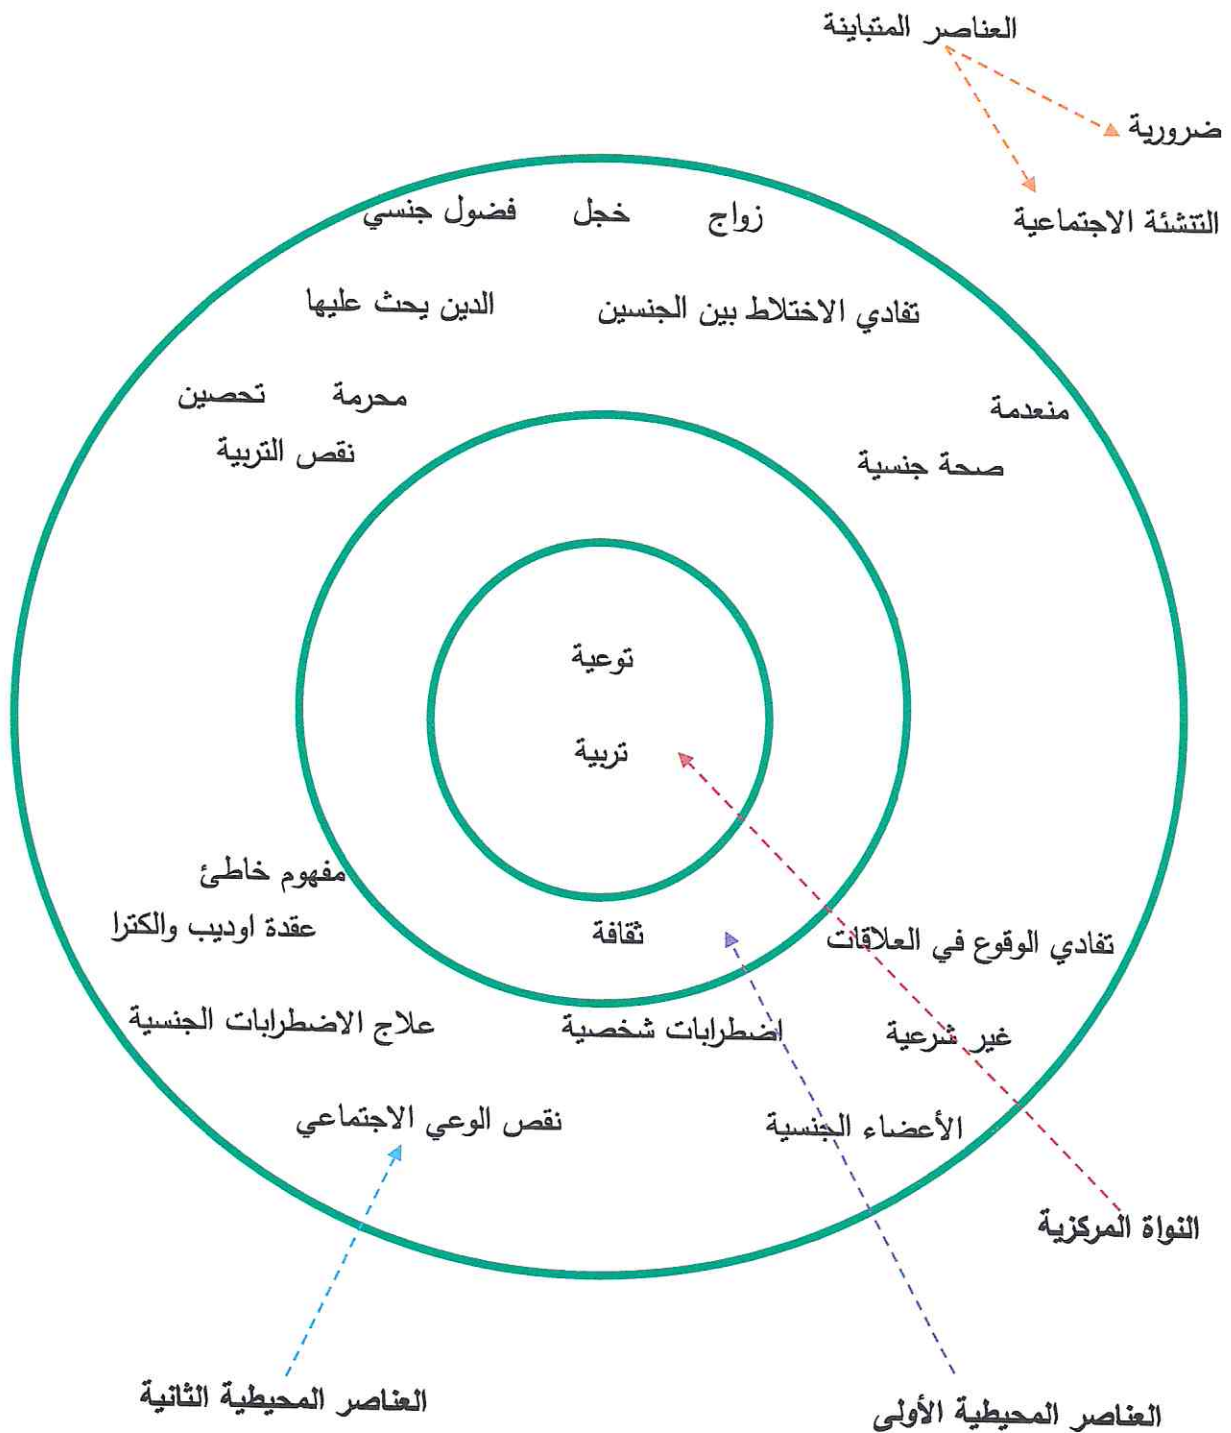 العناصر المتباينة
ضرورية
التنشئة الاجتماعية
زواج خجل فضول جنسي
تفادي الاختلاط بين الجنسين الدين يحث عليها
منعدمة محرمة تحصين
صحة جنسية نقص التربية
توعية
تربية
مفهوم خاطئ
تفادي الوقوع في العلاقات ثقافة عقدة اوديب والكترا
غير شرعية اضطرابات شخصية علاج الاضطرابات الجنسية
الأعضاء الجنسية نقص الوعي الاجتماعي
النواة المركزية
العناصر المحيطية الأولى العناصر المحيطية الثانية